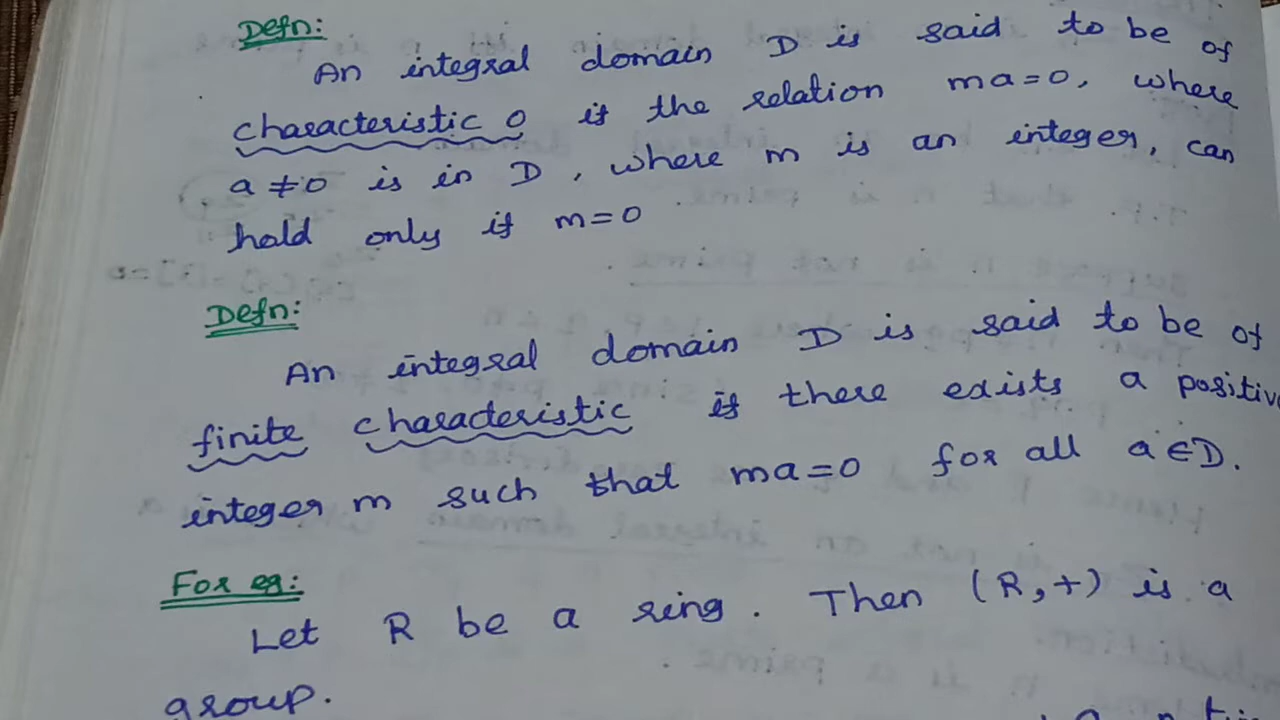 Defn:
An integral domain D is said to be of
characteristic 0 if the relation ma=0, where
a≠0 is in D, where m is an integer, can
hold only if m=0
Defn:
An integral domain D is said to be of
finite characteristic if there exists a positive
integer m such that ma=0 for all a∈D.
For eg:
Let R be a ring. Then (R,+) is a
group.